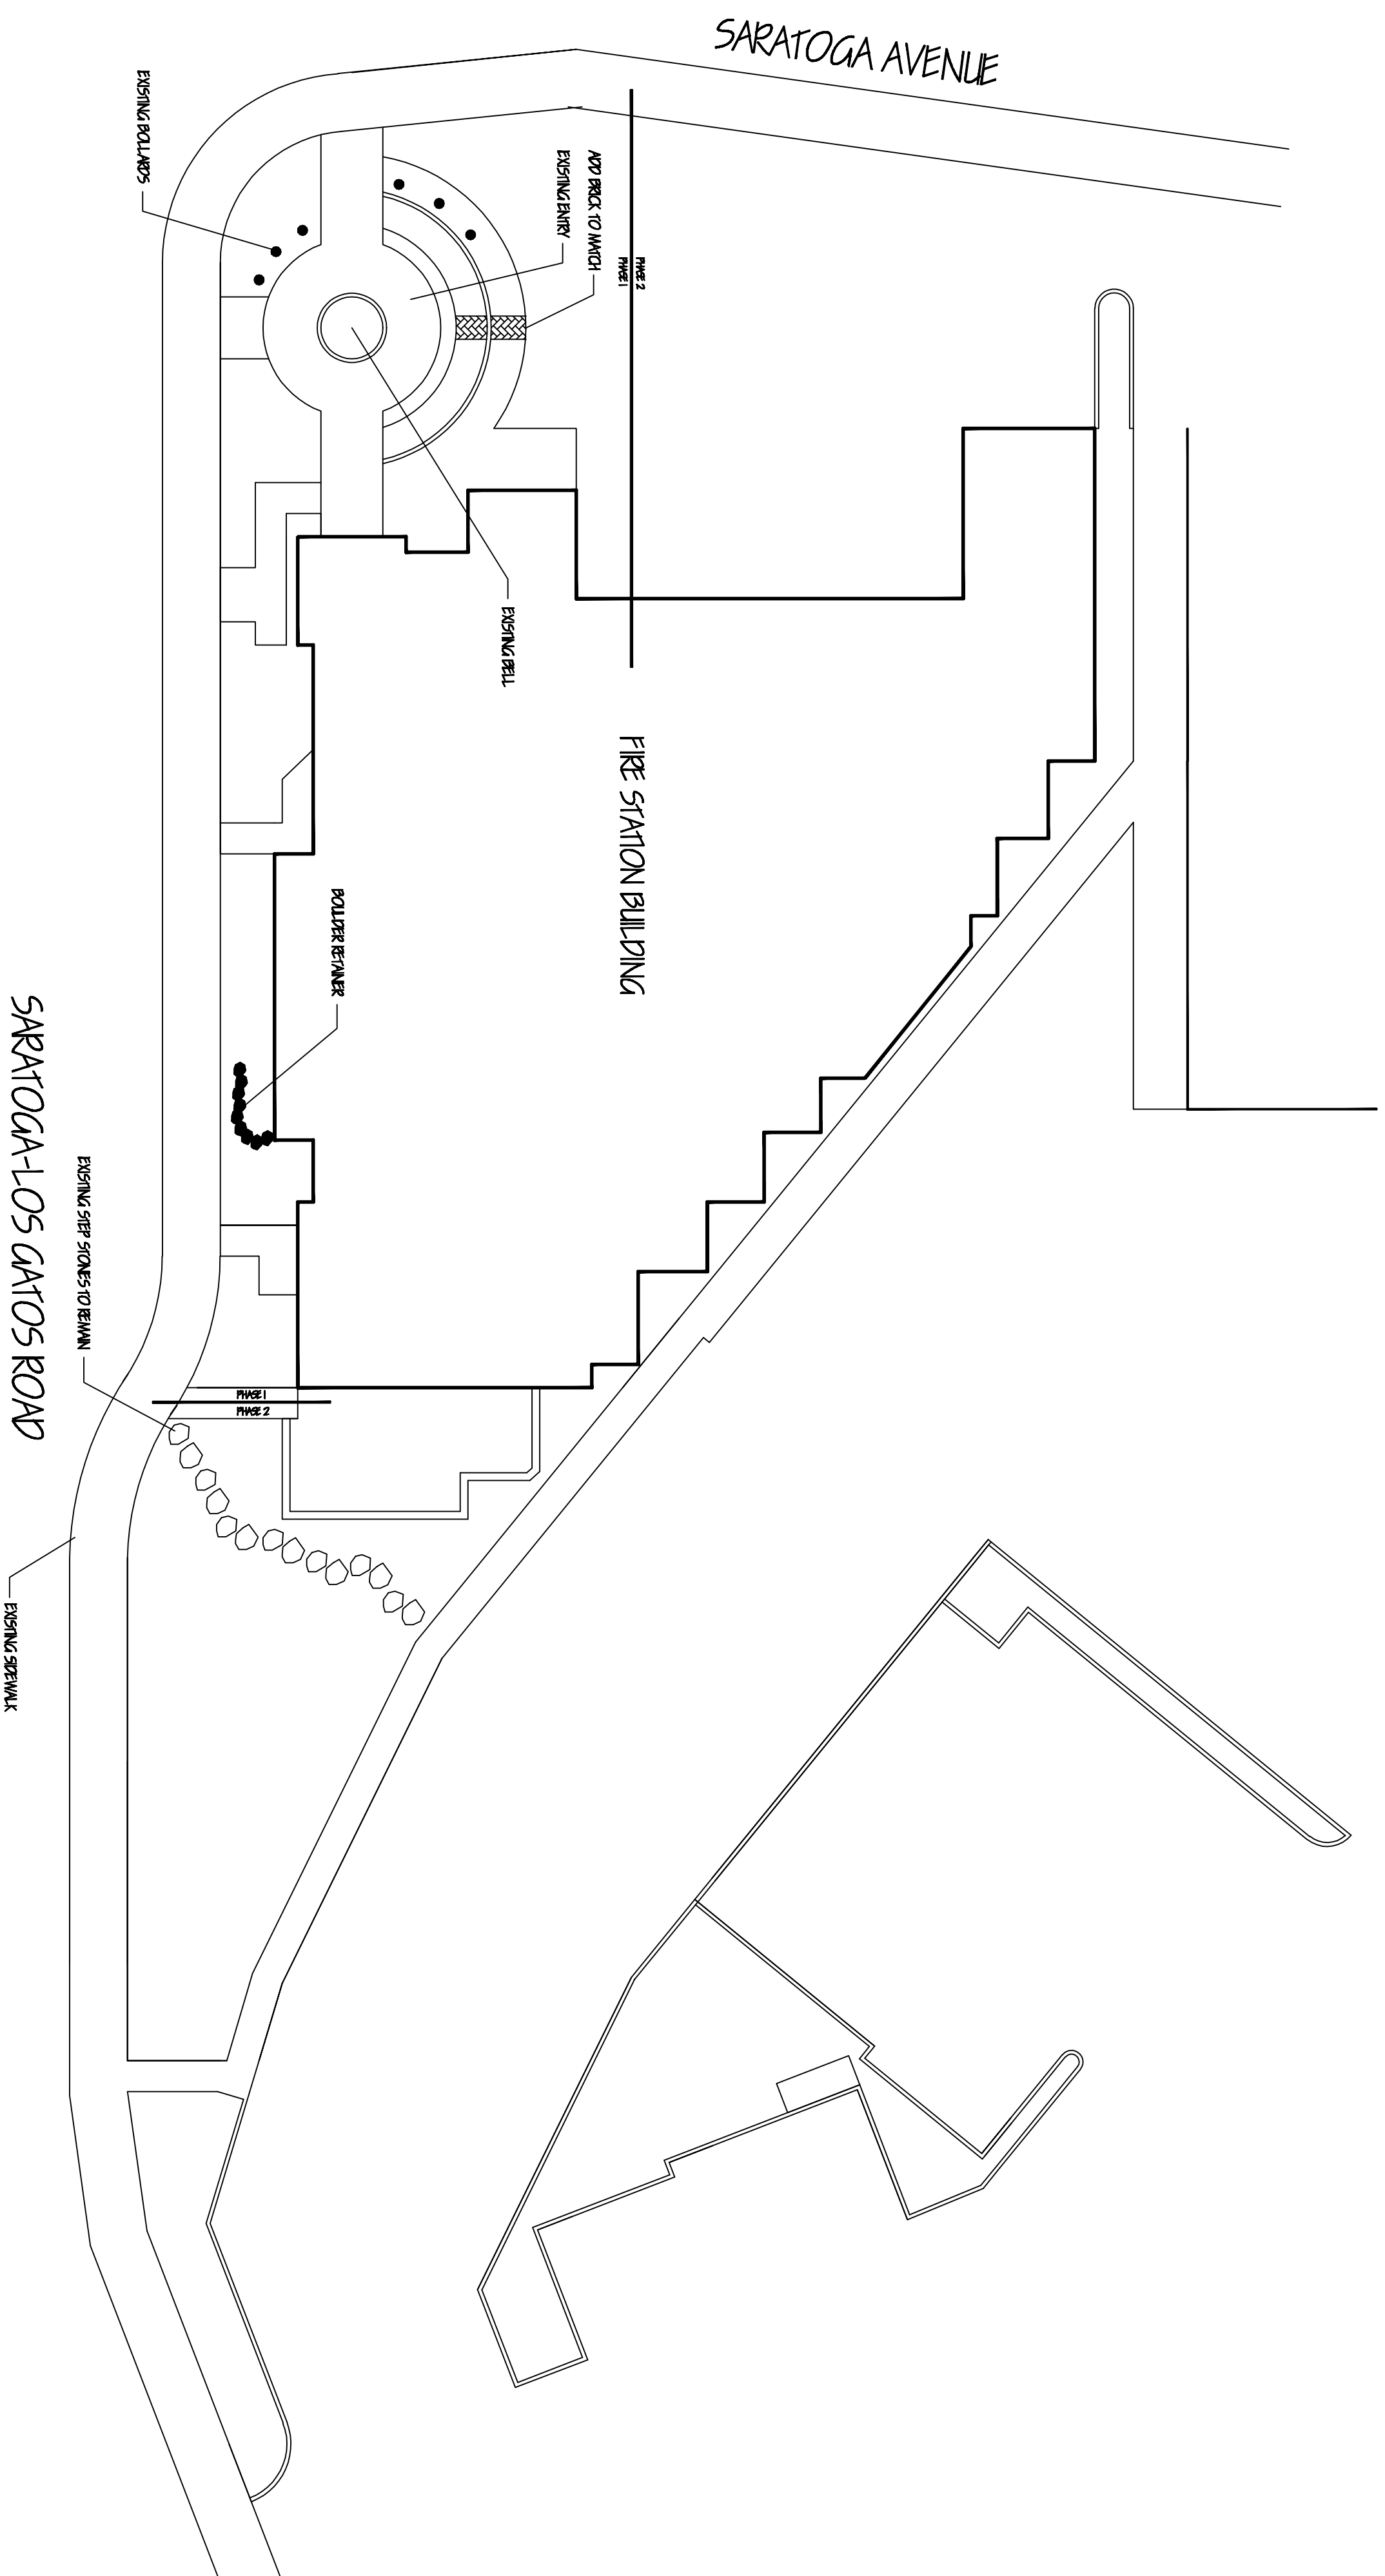 SARATOGA AVENUE
EXISTING BOLLARDS
ADD BRICK TO MATCH
EXISTING ENTRY
PHASE 2
PHASE 1
EXISTING BELL
FIRE STATION BUILDING
BOULDER RETAINER
SARATOGA-LOS GATOS ROAD
EXISTING STEP STONES TO REMAIN
PHASE 1
PHASE 2
EXISTING SIDEWALK